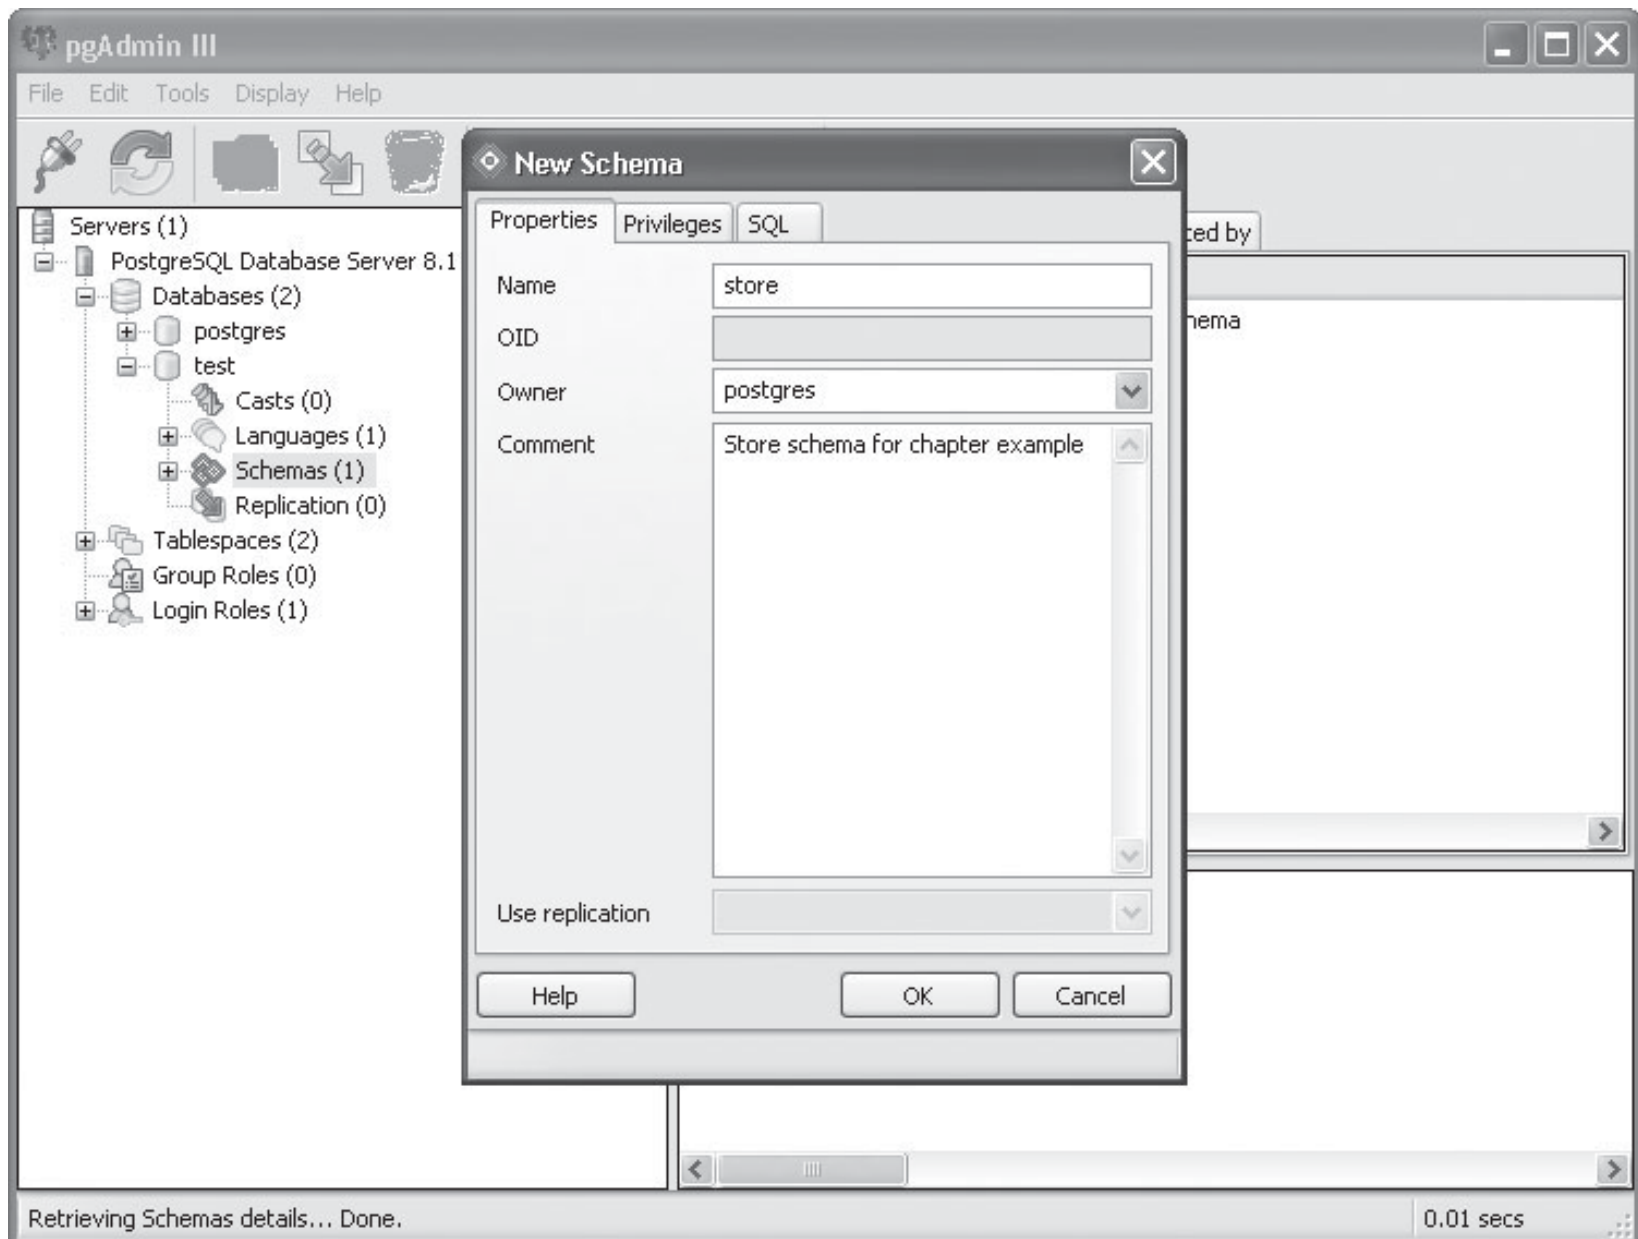 pgAdmin III
File Edit Tools Display Help
Servers (1)
PostgreSQL Database Server 8.1
Databases (2)
postgres
test
Casts (0)
Languages (1)
Schemas (1)
Replication (0)
Tablespaces (2)
Group Roles (0)
Login Roles (1)
New Schema
Properties Privileges SQL
Name store
OID
Owner postgres
Comment Store schema for chapter example
Use replication
Help OK Cancel
ted by
hema
Retrieving Schemas details... Done. 0.01 secs